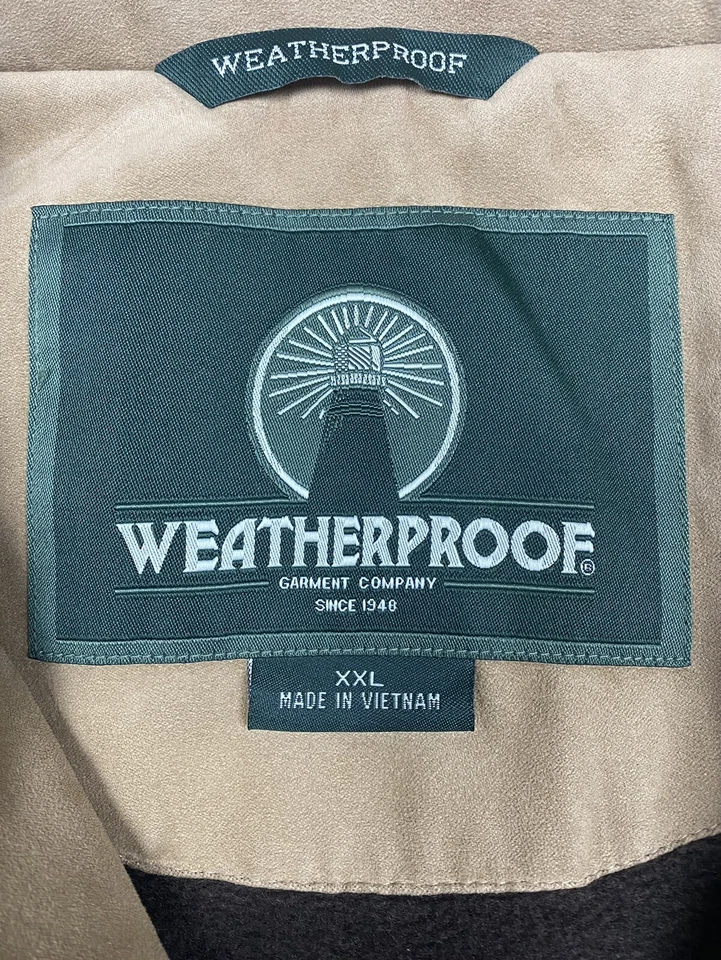 WEATHERPROOF
WEATHERPROOF®
GARMENT COMPANY
SINCE 1948
XXL
MADE IN VIETNAM